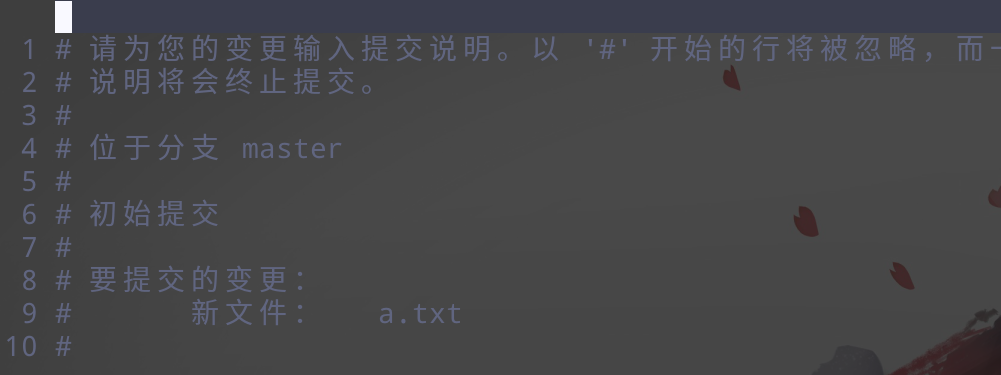 1 # 请为您的变更输入提交说明。以 '#' 开始的行将被忽略，而一
2 # 说明将会终止提交。
3 #
4 # 位于分支 master
5 #
6 # 初始提交
7 #
8 # 要提交的变更：
9 # 新文件： a.txt
10 #